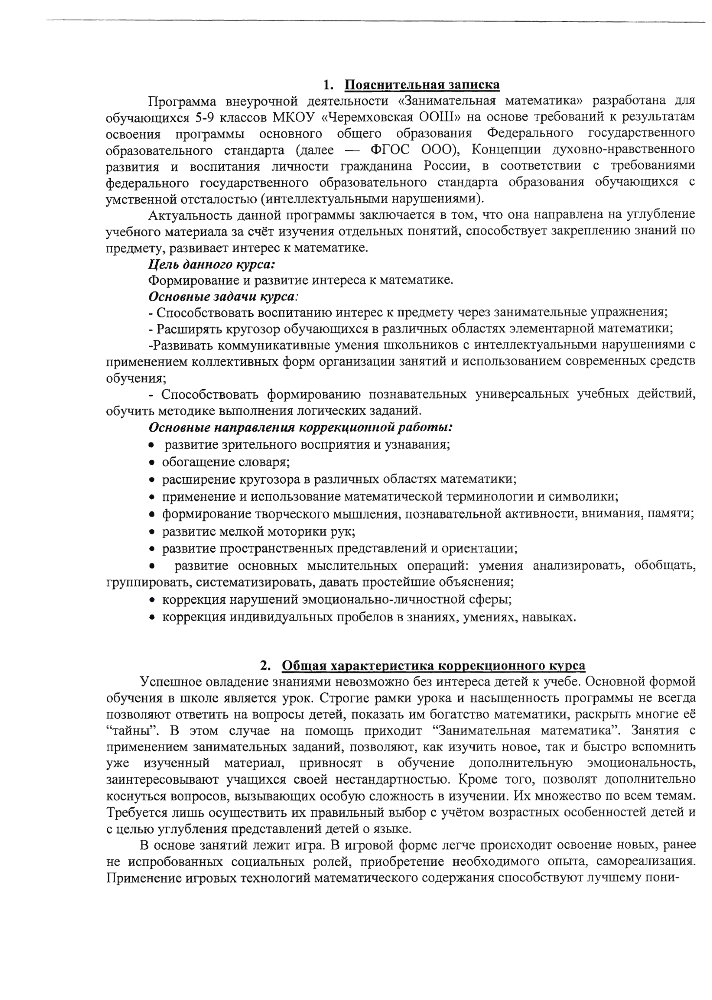 1. Пояснительная записка
Программа внеурочной деятельности «Занимательная математика» разработана для
обучающихся 5-9 классов МКОУ «Черемховская ООШ» на основе требований к результатам
освоения программы основного общего образования Федерального государственного
образовательного стандарта (далее — ФГОС ООО), Концепции духовно-нравственного
развития и воспитания личности гражданина России, в соответствии с требованиями
федерального государственного образовательного стандарта образования обучающихся с
умственной отсталостью (интеллектуальными нарушениями).
Актуальность данной программы заключается в том, что она направлена на углубление
учебного материала за счёт изучения отдельных понятий, способствует закреплению знаний по
предмету, развивает интерес к математике.
Цель данного курса:
Формирование и развитие интереса к математике.
Основные задачи курса:
- Способствовать воспитанию интерес к предмету через занимательные упражнения;
- Расширять кругозор обучающихся в различных областях элементарной математики;
-Развивать коммуникативные умения школьников с интеллектуальными нарушениями с
применением коллективных форм организации занятий и использованием современных средств
обучения;
- Способствовать формированию познавательных универсальных учебных действий,
обучить методике выполнения логических заданий.
Основные направления коррекционной работы:
• развитие зрительного восприятия и узнавания;
• обогащение словаря;
• расширение кругозора в различных областях математики;
• применение и использование математической терминологии и символики;
• формирование творческого мышления, познавательной активности, внимания, памяти;
• развитие мелкой моторики рук;
• развитие пространственных представлений и ориентации;
• развитие основных мыслительных операций: умения анализировать, обобщать,
группировать, систематизировать, давать простейшие объяснения;
• коррекция нарушений эмоционально-личностной сферы;
• коррекция индивидуальных пробелов в знаниях, умениях, навыках.
2. Общая характеристика коррекционного курса
Успешное овладение знаниями невозможно без интереса детей к учебе. Основной формой
обучения в школе является урок. Строгие рамки урока и насыщенность программы не всегда
позволяют ответить на вопросы детей, показать им богатство математики, раскрыть многие её
“тайны”. В этом случае на помощь приходит “Занимательная математика”. Занятия с
применением занимательных заданий, позволяют, как изучить новое, так и быстро вспомнить
уже изученный материал, привносят в обучение дополнительную эмоциональность,
заинтересовывают учащихся своей нестандартностью. Кроме того, позволят дополнительно
коснуться вопросов, вызывающих особую сложность в изучении. Их множество по всем темам.
Требуется лишь осуществить их правильный выбор с учётом возрастных особенностей детей и
с целью углубления представлений детей о языке.
В основе занятий лежит игра. В игровой форме легче происходит освоение новых, ранее
не испробованных социальных ролей, приобретение необходимого опыта, самореализация.
Применение игровых технологий математического содержания способствуют лучшему пони-